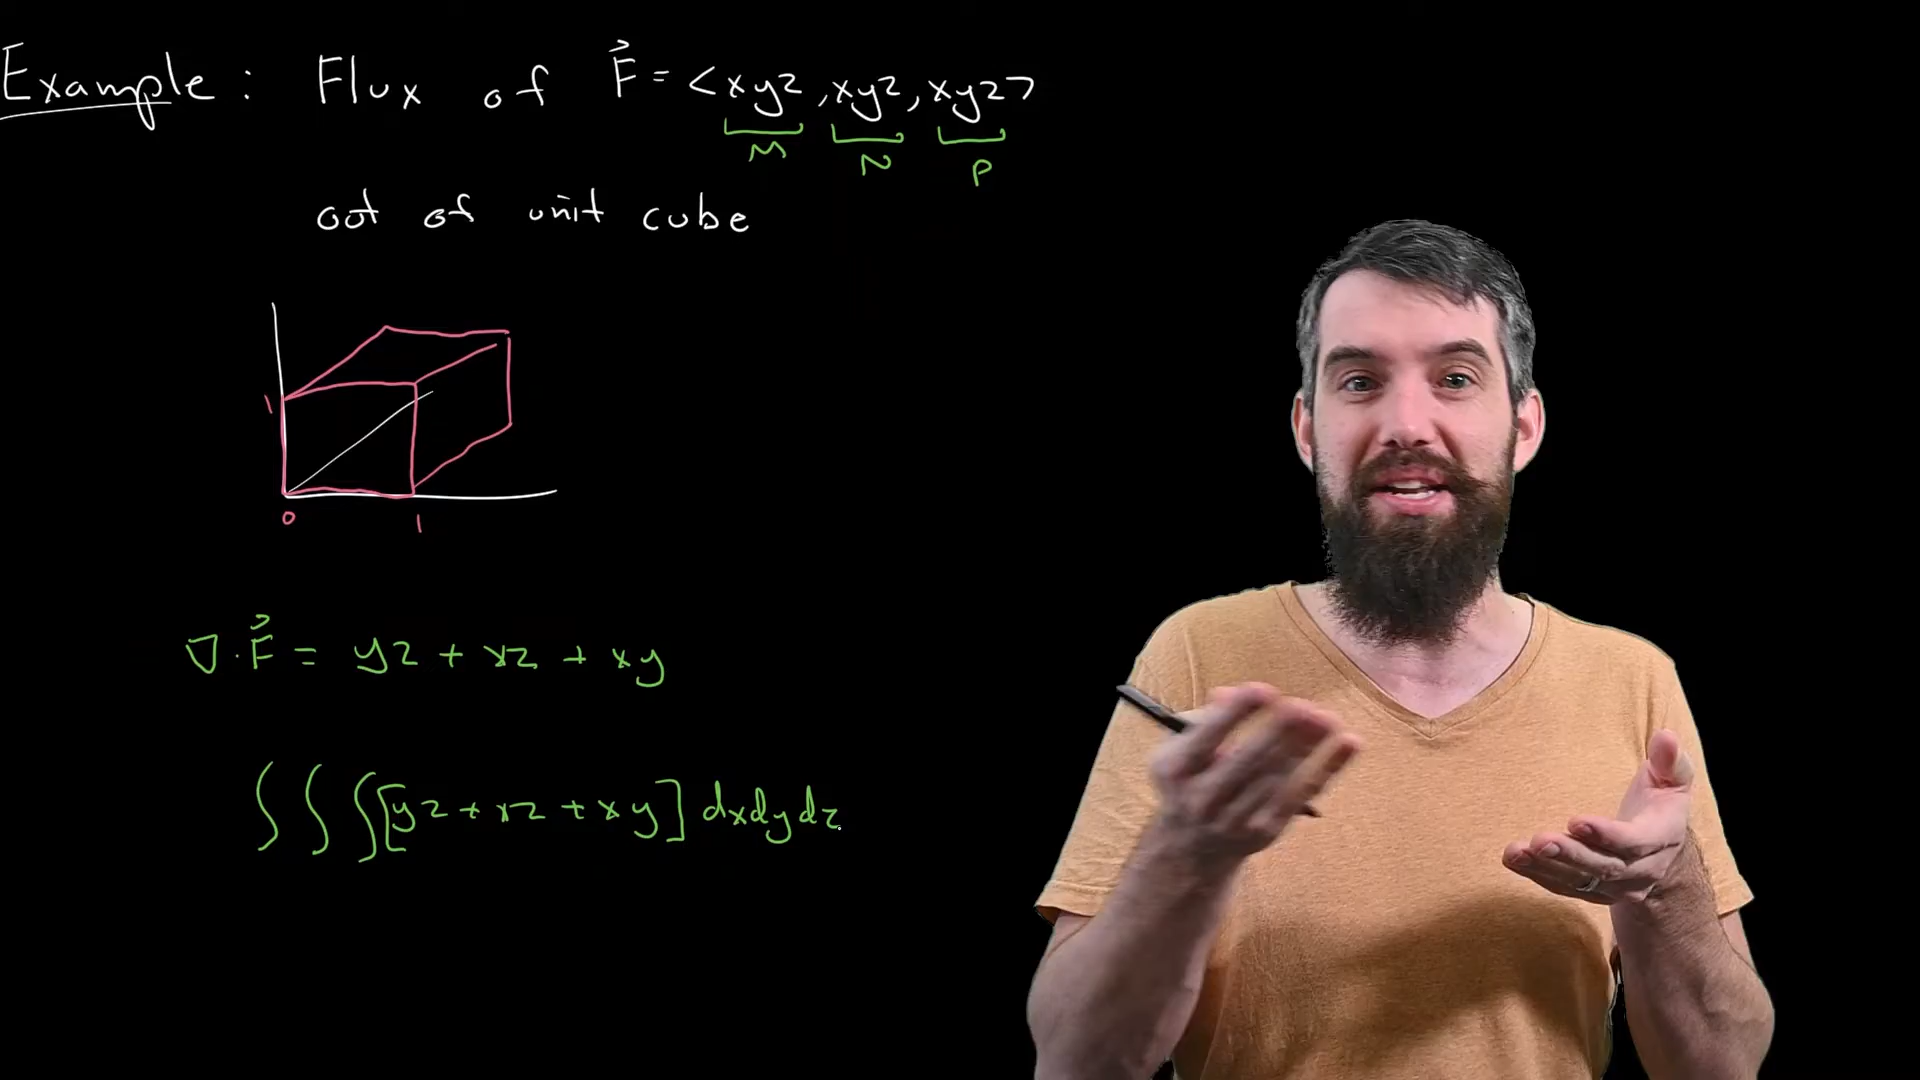 Example: Flux of F⃗ = <xyz, xyz, xyz>
M N P
out of unit cube
1
0 1
∇·F⃗ = yz + xz + xy
∫∫∫[yz + xz + xy] dxdydz